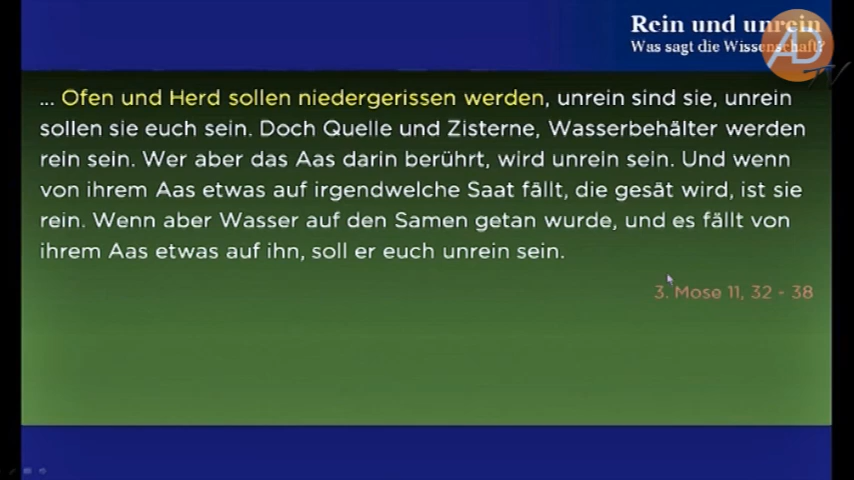 Rein und unrein
Was sagt die Wissenschaft?
AD
TV
... Ofen und Herd sollen niedergerissen werden, unrein sind sie, unrein
sollen sie euch sein. Doch Quelle und Zisterne, Wasserbehälter werden
rein sein. Wer aber das Aas darin berührt, wird unrein sein. Und wenn
von ihrem Aas etwas auf irgendwelche Saat fällt, die gesät wird, ist sie
rein. Wenn aber Wasser auf den Samen getan wurde, und es fällt von
ihrem Aas etwas auf ihn, soll er euch unrein sein.
3. Mose 11, 32 - 38